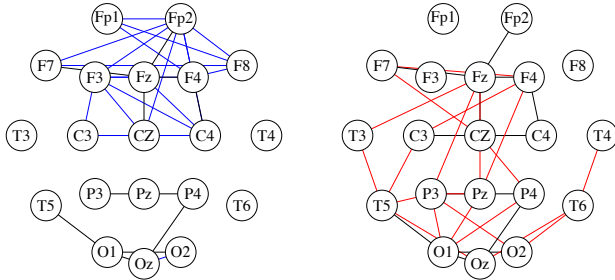 Fp1 Fp2 Fp1 Fp2
F7 F3 Fz F4 F8 F7 F3 Fz F4 F8
T3 C3 CZ C4 T4 T3 C3 CZ C4 T4
T5 P3 Pz P4 T6 T5 P3 Pz P4 T6
O1 Oz O2 O1 Oz O2